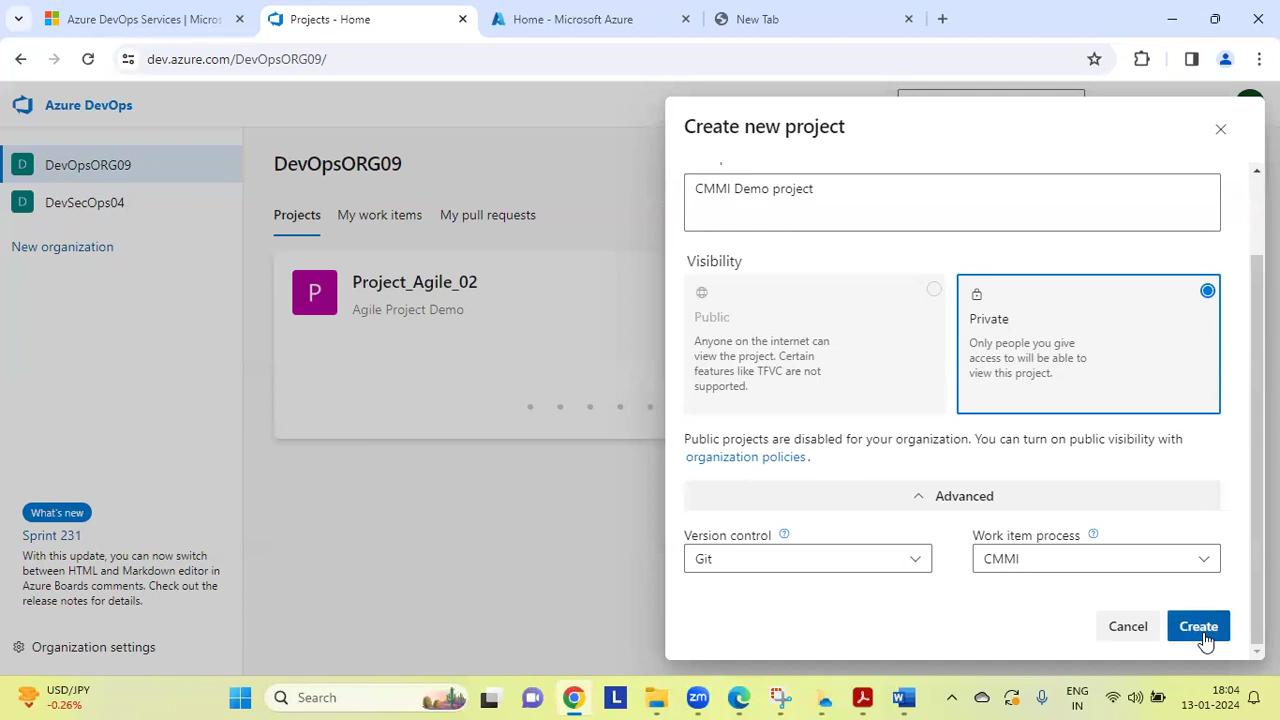 Azure DevOps Services | Micros
Projects - Home
Home - Microsoft Azure
New Tab
dev.azure.com/DevOpsORG09/
Azure DevOps
D DevOpsORG09
D DevSecOps04
New organization
What's new
Sprint 231
With this update, you can now switch
between HTML and Markdown editor in
Azure Boards comments. Check out the
release notes for details.
Organization settings
DevOpsORG09
Projects My work items My pull requests
P
Project_Agile_02
Agile Project Demo
Create new project
CMMI Demo project
Visibility
Public
Anyone on the internet can
view the project. Certain
features like TFVC are not
supported.
Private
Only people you give
access to will be able to
view this project.
Public projects are disabled for your organization. You can turn on public visibility with
organization policies.
Advanced
Version control
Git
Work item process
CMMI
Cancel
Create
USD/JPY
-0.26%
Search
L
zm
ENG
IN
18:04
13-01-2024